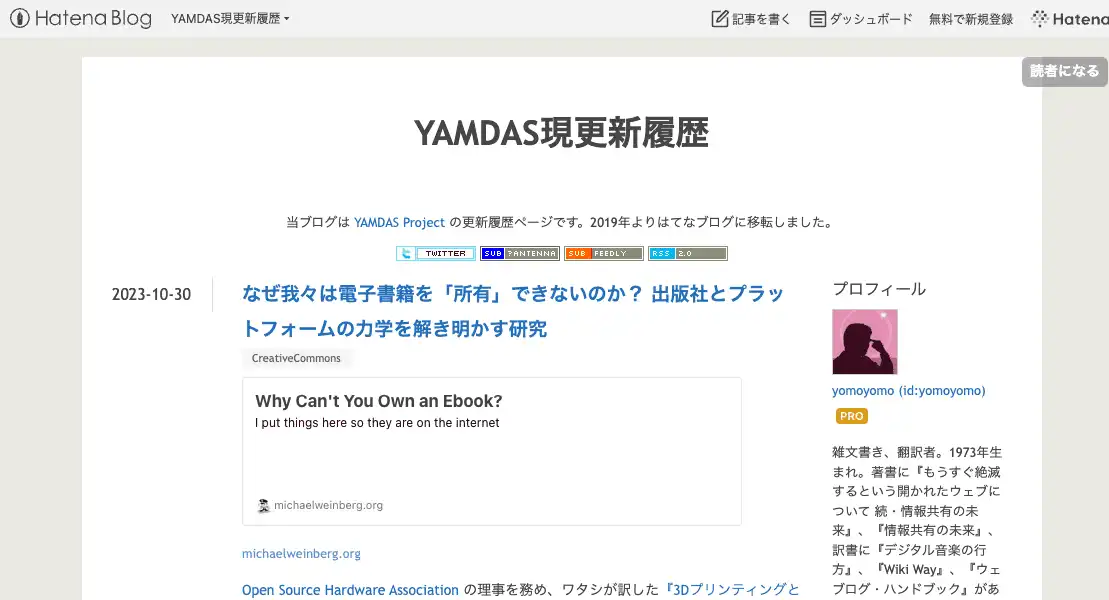 Hatena Blog YAMDAS現更新履歴 記事を書く ダッシュボード 無料で新規登録 Hatena
読者になる
YAMDAS現更新履歴
当ブログは YAMDAS Project の更新履歴ページです。2019年よりはてなブログに移転しました。
TWITTER SUB ?ANTENNA SUB FEEDLY RSS 2.0
2023-10-30
なぜ我々は電子書籍を「所有」できないのか？ 出版社とプラッ
トフォームの力学を解き明かす研究
CreativeCommons
Why Can't You Own an Ebook?
I put things here so they are on the internet
michaelweinberg.org
michaelweinberg.org
Open Source Hardware Association の理事を務め、ワタシが訳した『3Dプリンティングと
プロフィール
yomoyomo (id:yomoyomo)
PRO
雑文書き、翻訳者。1973年生
まれ。著書に『もうすぐ絶滅
するという開かれたウェブに
ついて 続・情報共有の未
来』、『情報共有の未来』、
訳書に『デジタル音楽の行
方』、『Wiki Way』、『ウェ
ブログ・ハンドブック』があ